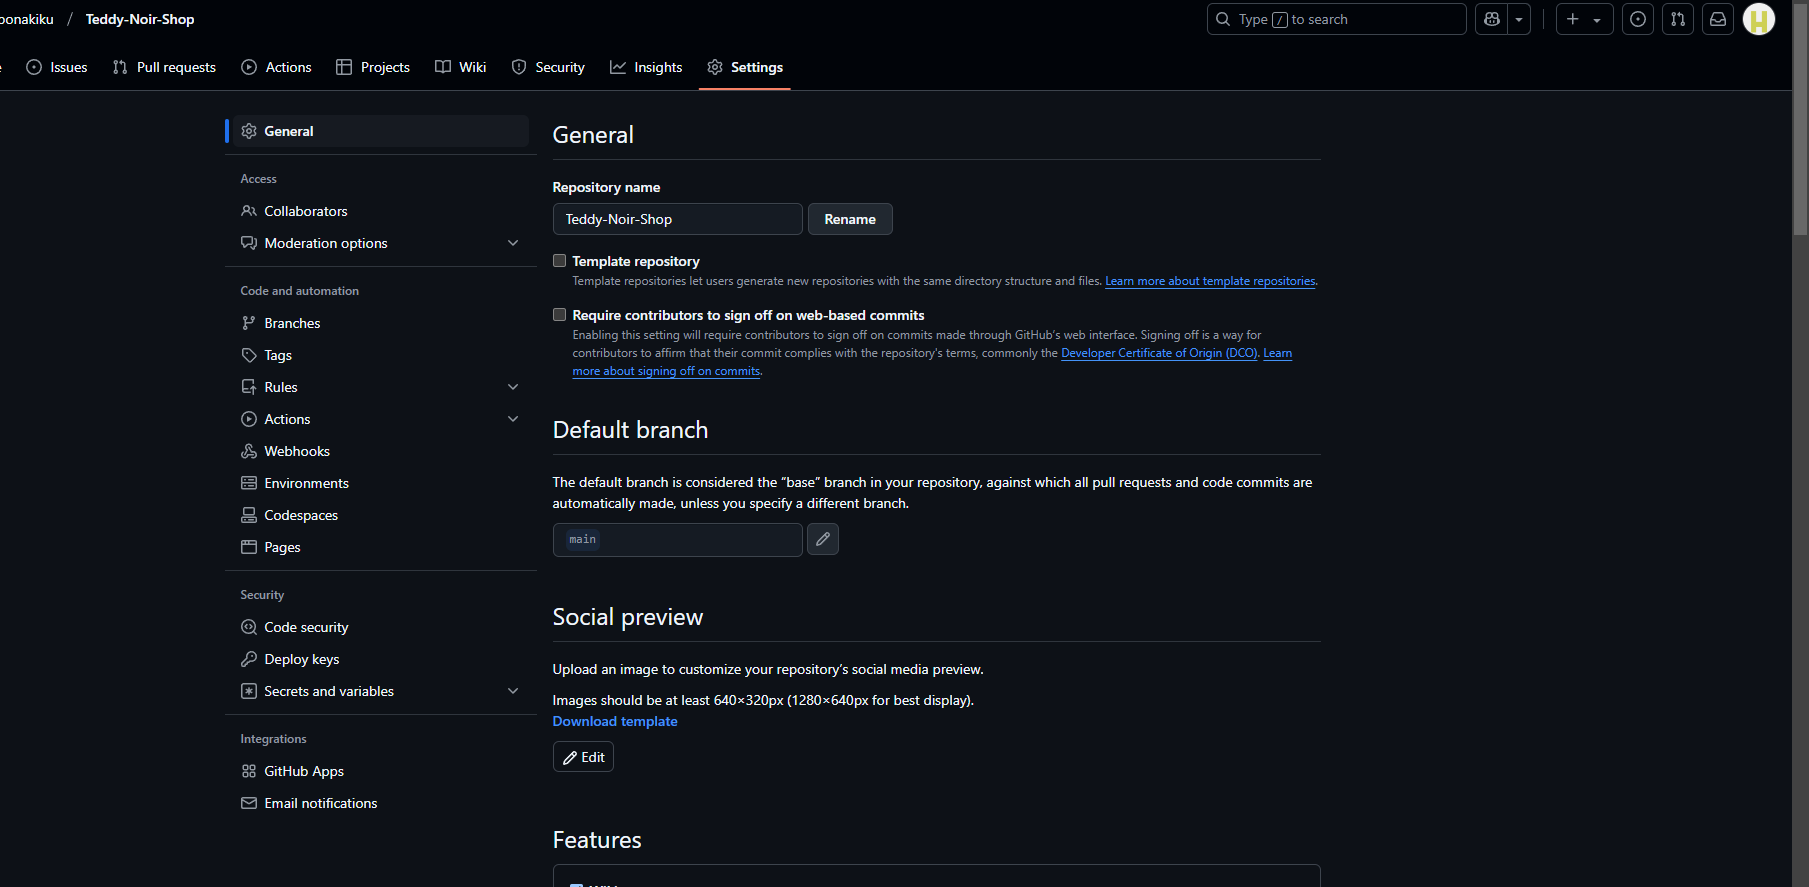 onakiku / Teddy-Noir-Shop
Type / to search
Issues Pull requests Actions Projects Wiki Security Insights Settings
General
Access
Collaborators
Moderation options
Code and automation
Branches
Tags
Rules
Actions
Webhooks
Environments
Codespaces
Pages
Security
Code security
Deploy keys
Secrets and variables
Integrations
GitHub Apps
Email notifications
General
Repository name
Teddy-Noir-Shop Rename
Template repository
Template repositories let users generate new repositories with the same directory structure and files. Learn more about template repositories.
Require contributors to sign off on web-based commits
Enabling this setting will require contributors to sign off on commits made through GitHub's web interface. Signing off is a way for
contributors to affirm that their commit complies with the repository's terms, commonly the Developer Certificate of Origin (DCO). Learn
more about signing off on commits.
Default branch
The default branch is considered the “base” branch in your repository, against which all pull requests and code commits are
automatically made, unless you specify a different branch.
main
Social preview
Upload an image to customize your repository’s social media preview.
Images should be at least 640×320px (1280×640px for best display).
Download template
Edit
Features